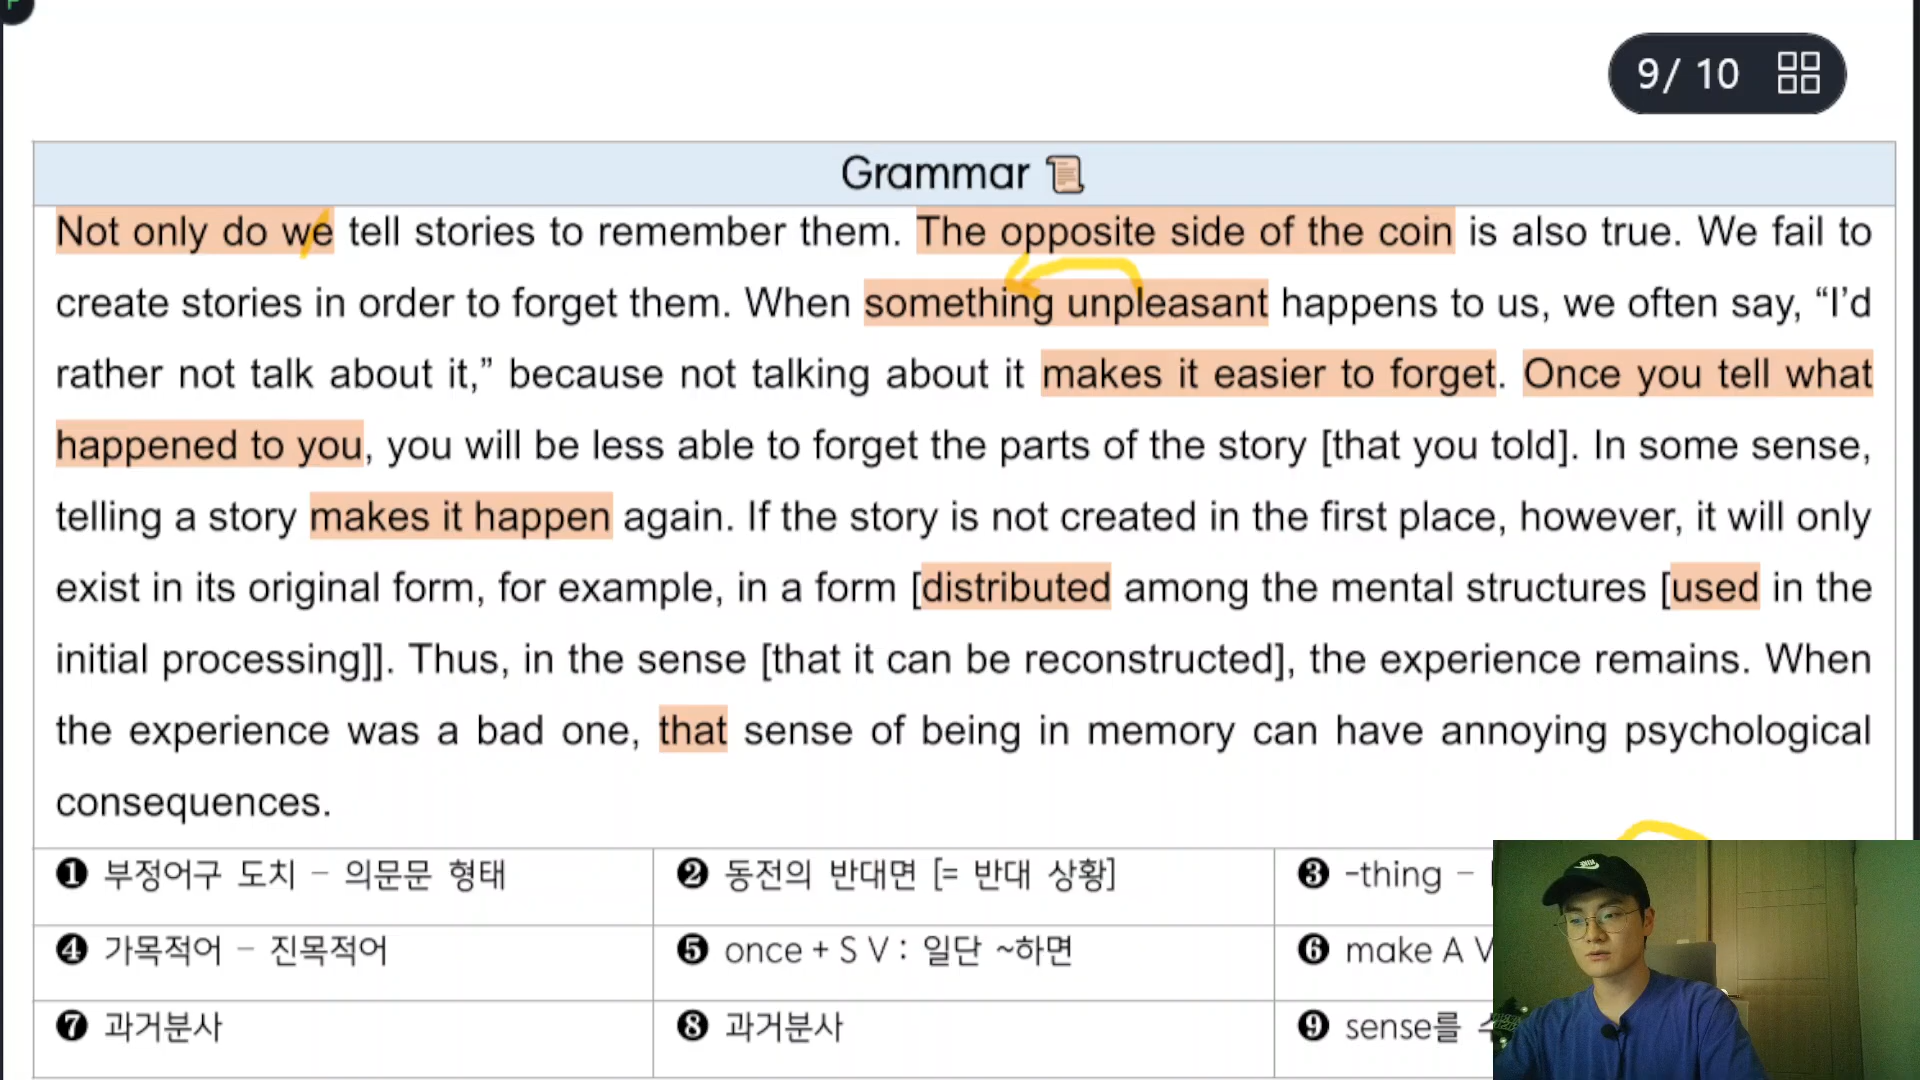 9/ 10
Grammar
Not only do we tell stories to remember them. The opposite side of the coin is also true. We fail to
create stories in order to forget them. When something unpleasant happens to us, we often say, “I’d
rather not talk about it,” because not talking about it makes it easier to forget. Once you tell what
happened to you, you will be less able to forget the parts of the story [that you told]. In some sense,
telling a story makes it happen again. If the story is not created in the first place, however, it will only
exist in its original form, for example, in a form [distributed among the mental structures [used in the
initial processing]]. Thus, in the sense [that it can be reconstructed], the experience remains. When
the experience was a bad one, that sense of being in memory can have annoying psychological
consequences.
❶ 부정어구 도치 – 의문문 형태
❷ 동전의 반대면 [= 반대 상황]
❸ -thing –
❹ 가목적어 – 진목적어
❺ once + S V : 일단 ~하면
❻ make A V
❼ 과거분사
❽ 과거분사
❾ sense를